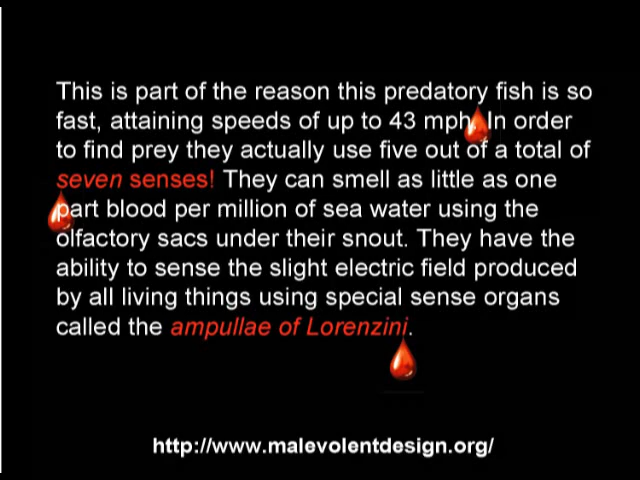 This is part of the reason this predatory fish is so
fast, attaining speeds of up to 43 mph. In order
to find prey they actually use five out of a total of
seven senses! They can smell as little as one
part blood per million of sea water using the
olfactory sacs under their snout. They have the
ability to sense the slight electric field produced
by all living things using special sense organs
called the ampullae of Lorenzini.
http://www.malevolentdesign.org/